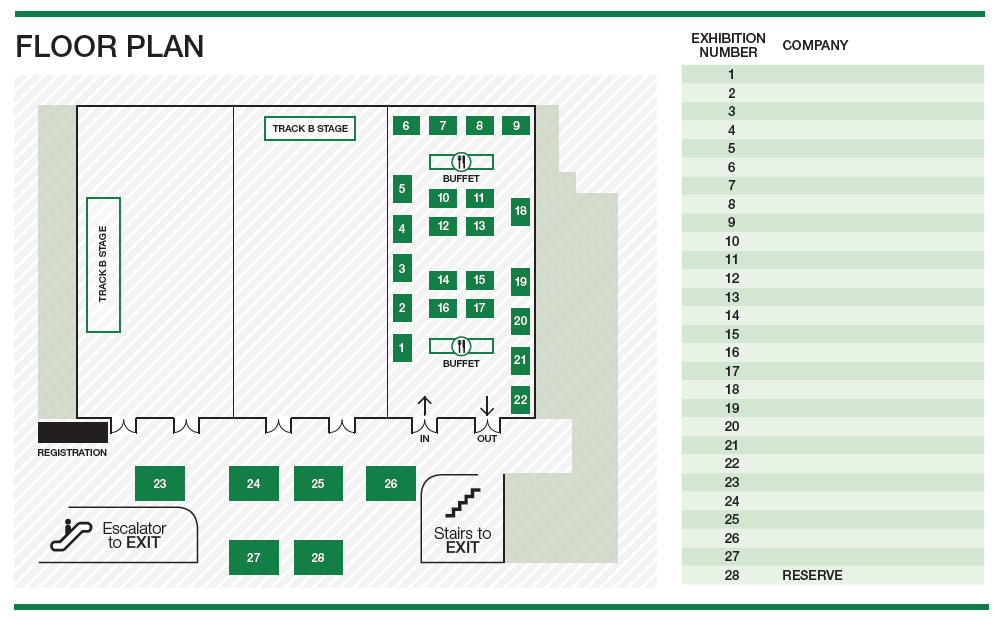 FLOOR PLAN
TRACK B STAGE
6 7 8 9
BUFFET
5
10 11
18
4
12 13
TRACK B STAGE
3
14 15
19
2
16 17
20
1
BUFFET
21
22
IN OUT
REGISTRATION
23 24 25 26
Escalator
to EXIT
Stairs to
EXIT
27 28
EXHIBITION
NUMBER
COMPANY
1
2
3
4
5
6
7
8
9
10
11
12
13
14
15
16
17
18
19
20
21
22
23
24
25
26
27
28 RESERVE